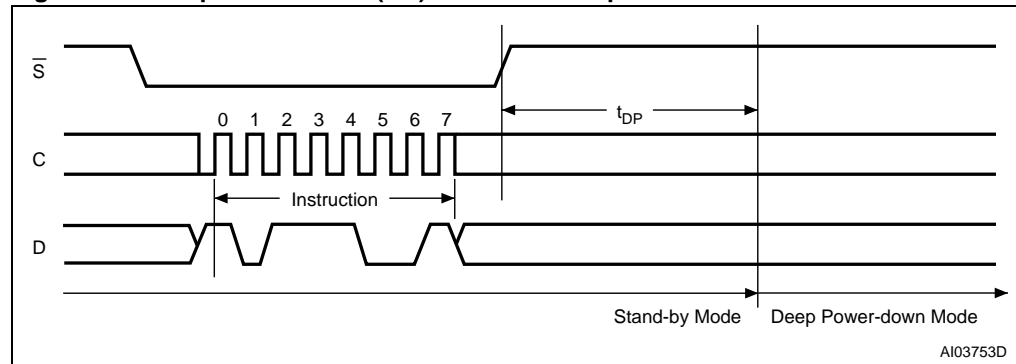 S̅
t_DP
0 1 2 3 4 5 6 7
C
Instruction
D
Stand-by Mode Deep Power-down Mode
AI03753D